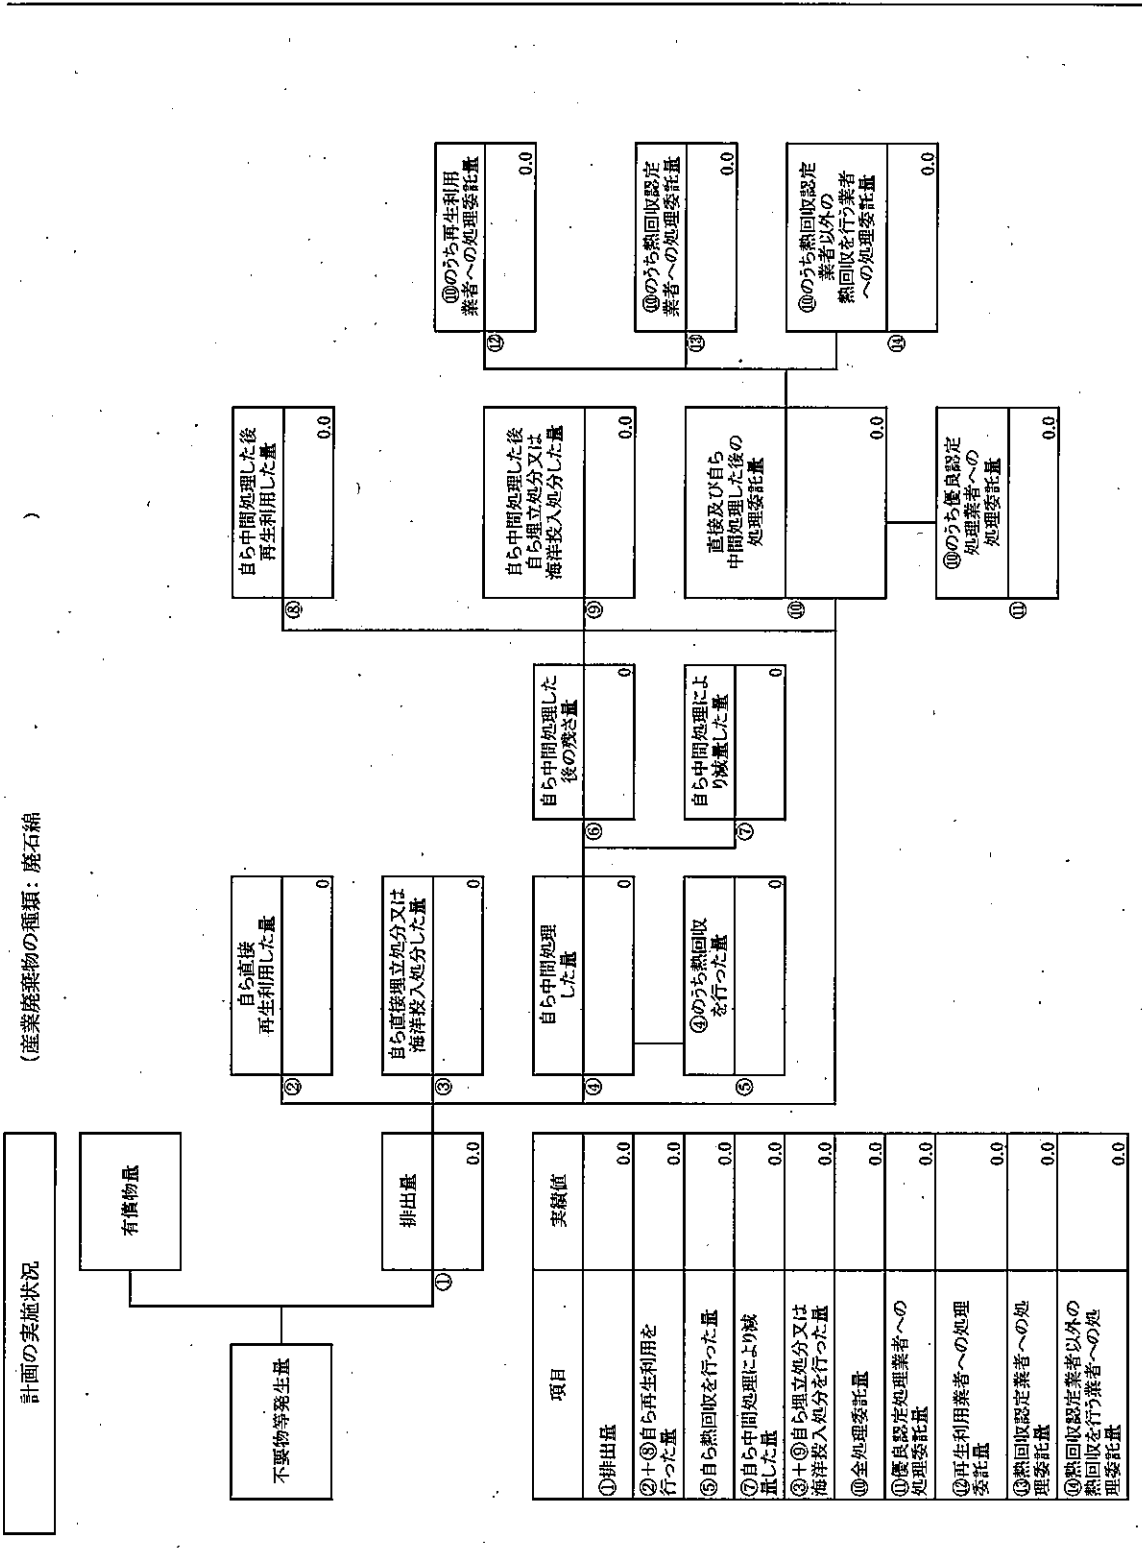 計画の実施状況
(産業廃棄物の種類: 廃石綿 )
不要物等発生量
有償物量
①
排出量
0.0
②
自ら直接
再生利用した量
0
③
自ら直接埋立処分又は
海洋投入処分した量
0
④
自ら中間処理
した量
0
⑤
④のうち熱回収
を行った量
0
⑥
自ら中間処理した
後の残さ量
0
⑦
自ら中間処理によ
り減量した量
0
⑧
自ら中間処理した後
再生利用した量
0.0
⑨
自ら中間処理した後
自ら埋立処分又は
海洋投入処分した量
0.0
⑩
直接及び自ら
中間処理した後の
処理委託量
0.0
⑪
⑩のうち優良認定
処理業者への
処理委託量
0.0
⑫
⑩のうち再生利用
業者への処理委託量
0.0
⑬
⑩のうち熱回収認定
業者への処理委託量
0.0
⑭
⑩のうち熱回収認定
業者以外の
熱回収を行う業者
への処理委託量
0.0
項目 実績値
①排出量 0.0
②+⑧自ら再生利用を
行った量 0.0
⑤自ら熱回収を行った量 0.0
⑦自ら中間処理により減
量した量 0.0
③+⑨自ら埋立処分又は
海洋投入処分を行った量 0.0
⑩全処理委託量 0.0
⑪優良認定処理業者への
処理委託量 0.0
⑫再生利用業者への処理
委託量 0.0
⑬熱回収認定業者への処
理委託量 0.0
⑭熱回収認定業者以外の
熱回収を行う業者への処
理委託量 0.0